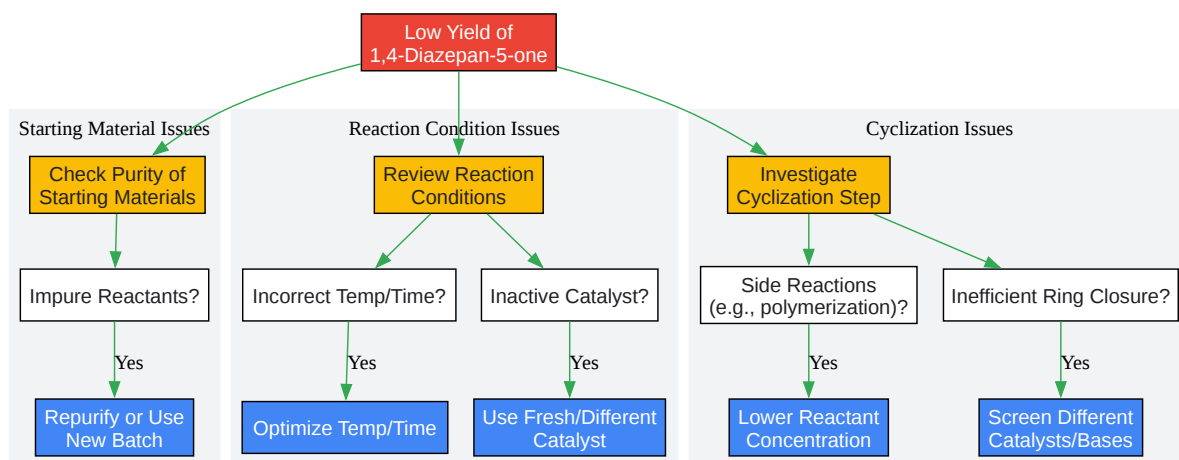 Low Yield of
1,4-Diazepan-5-one
Starting Material Issues
Reaction Condition Issues
Cyclization Issues
Check Purity of
Starting Materials
Review Reaction
Conditions
Investigate
Cyclization Step
Impure Reactants?
Incorrect Temp/Time?
Inactive Catalyst?
Side Reactions
(e.g., polymerization)?
Inefficient Ring Closure?
Yes
Yes
Yes
Yes
Yes
Repurify or Use
New Batch
Optimize Temp/Time
Use Fresh/Different
Catalyst
Lower Reactant
Concentration
Screen Different
Catalysts/Bases